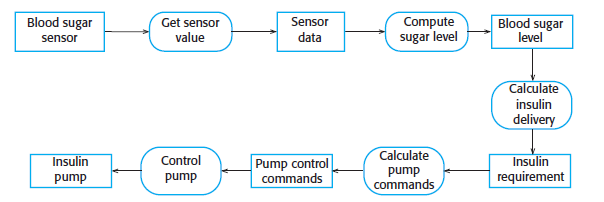 Blood sugar
sensor
Get sensor
value
Sensor
data
Compute
sugar level
Blood sugar
level
Calculate
insulin
delivery
Insulin
requirement
Calculate
pump
commands
Pump control
commands
Control
pump
Insulin
pump